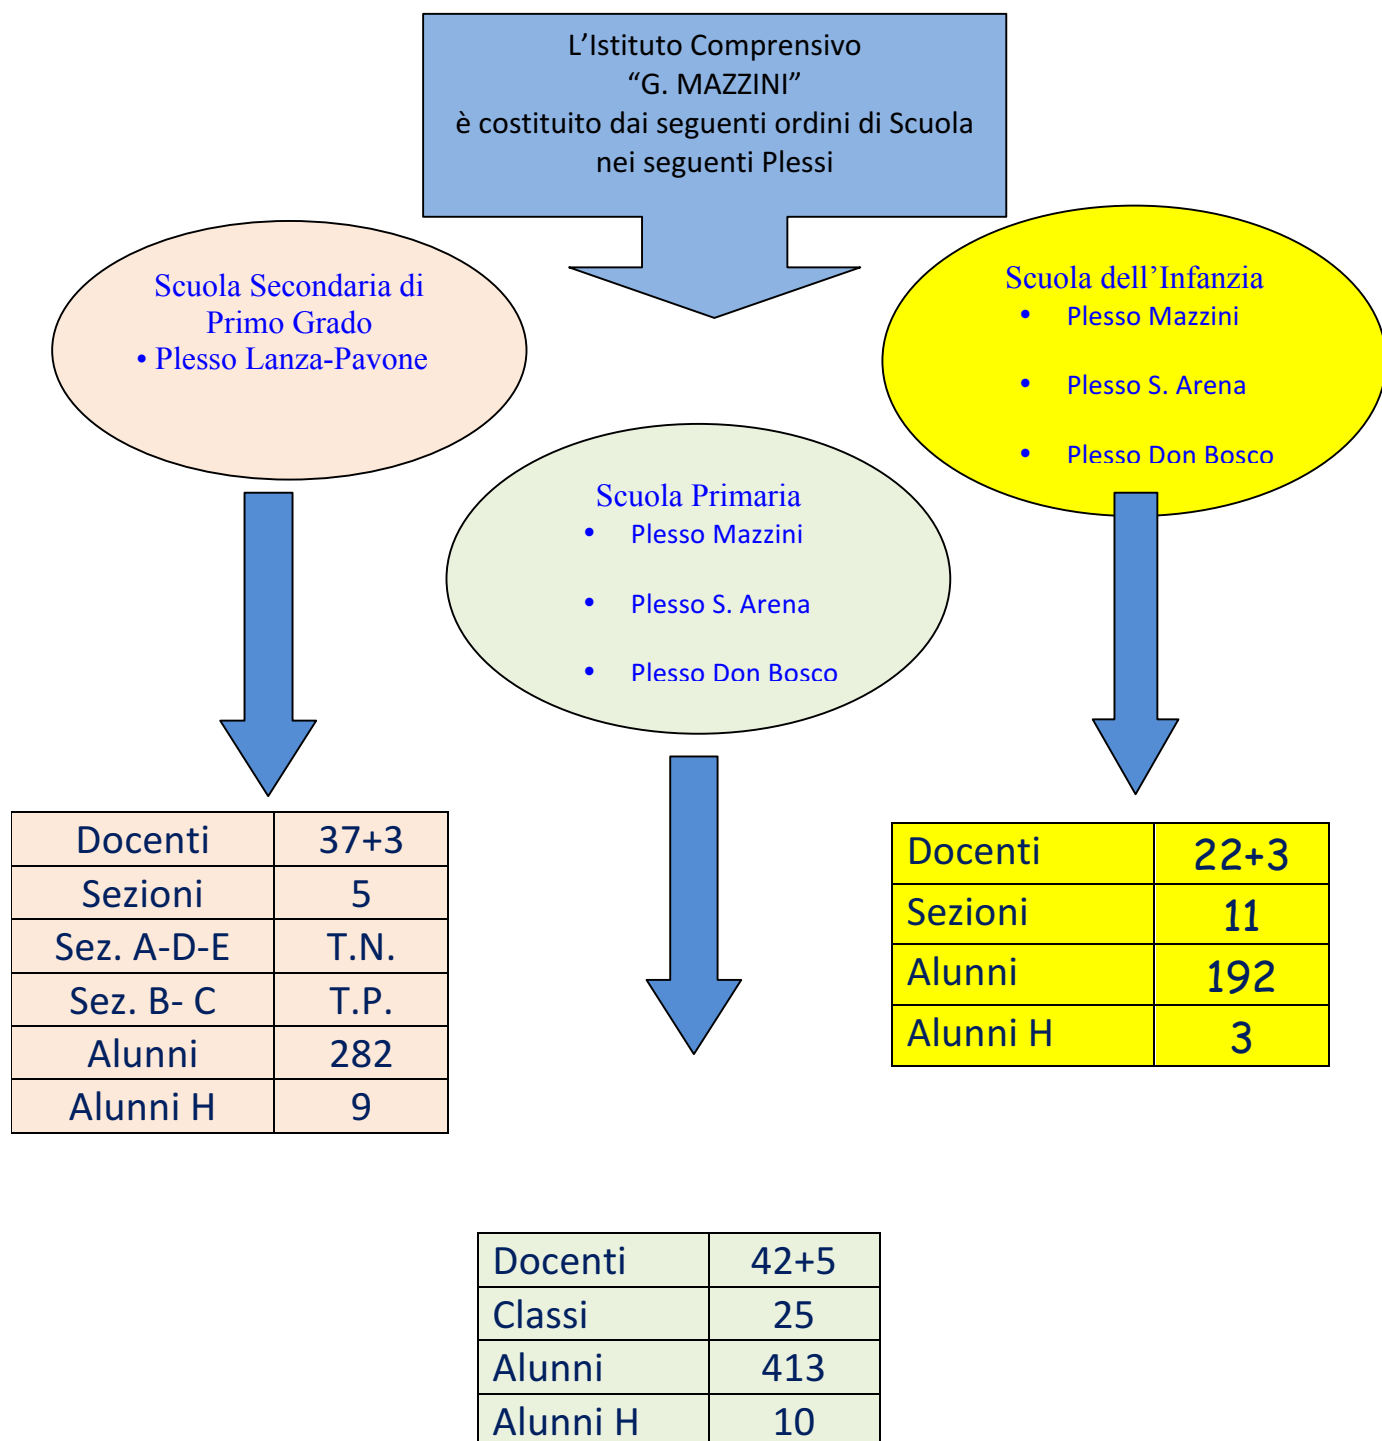 L’Istituto Comprensivo
“G. MAZZINI”
è costituito dai seguenti ordini di Scuola
nei seguenti Plessi
Scuola Secondaria di
Primo Grado
• Plesso Lanza-Pavone
Scuola dell’Infanzia
• Plesso Mazzini
• Plesso S. Arena
• Plesso Don Bosco
Scuola Primaria
• Plesso Mazzini
• Plesso S. Arena
• Plesso Don Bosco
Docenti 37+3
Sezioni 5
Sez. A-D-E T.N.
Sez. B- C T.P.
Alunni 282
Alunni H 9
Docenti 22+3
Sezioni 11
Alunni 192
Alunni H 3
Docenti 42+5
Classi 25
Alunni 413
Alunni H 10